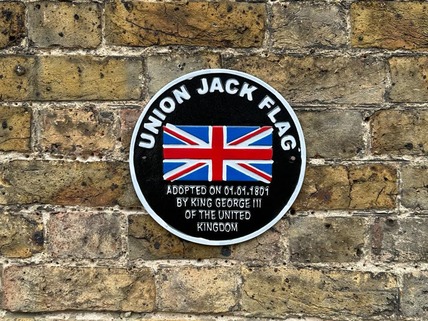 UNION JACK FLAG
ADOPTED ON 01.01.1801
BY KING GEORGE III
OF THE UNITED
KINGDOM